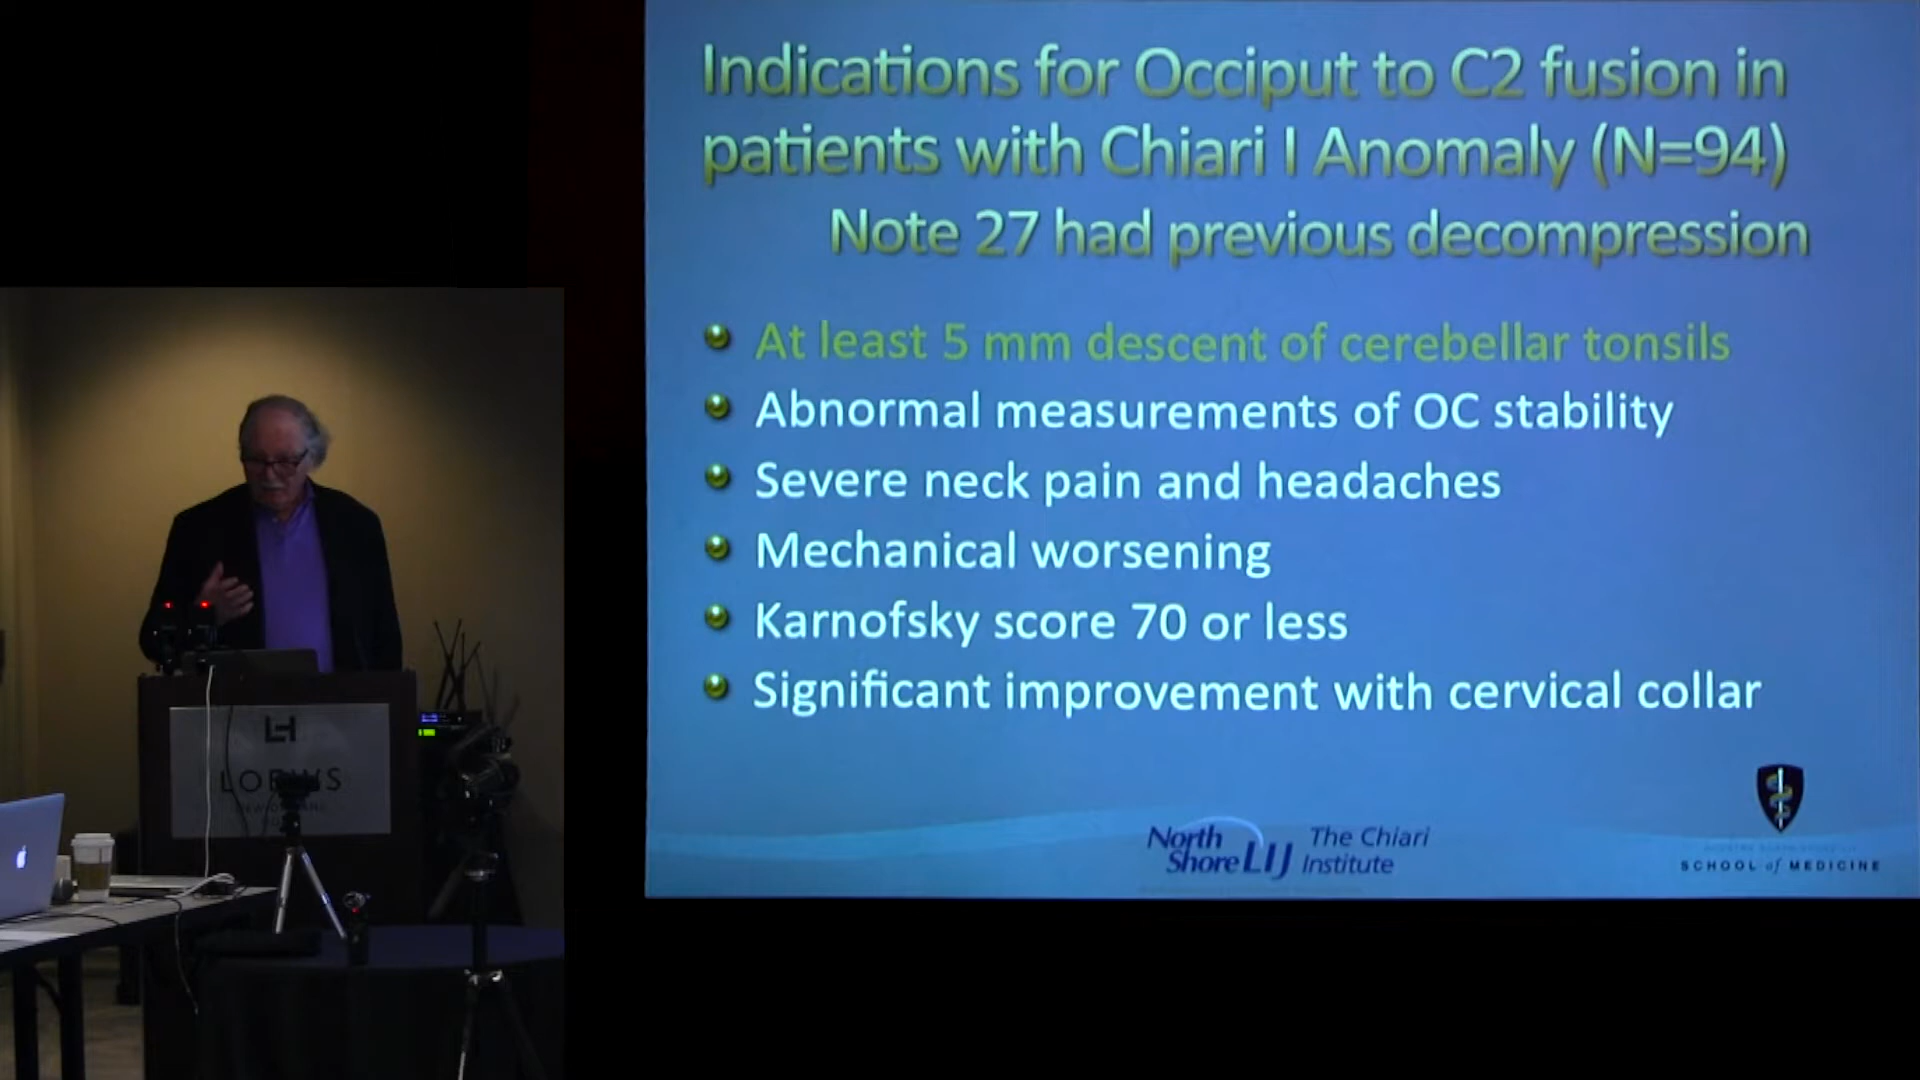 Indications for Occiput to C2 fusion in
patients with Chiari I Anomaly (N=94)
Note 27 had previous decompression
At least 5 mm descent of cerebellar tonsils
Abnormal measurements of OC stability
Severe neck pain and headaches
Mechanical worsening
Karnofsky score 70 or less
Significant improvement with cervical collar
North
Shore LIJ
The Chiari
Institute
SCHOOL of MEDICINE
LOEWS